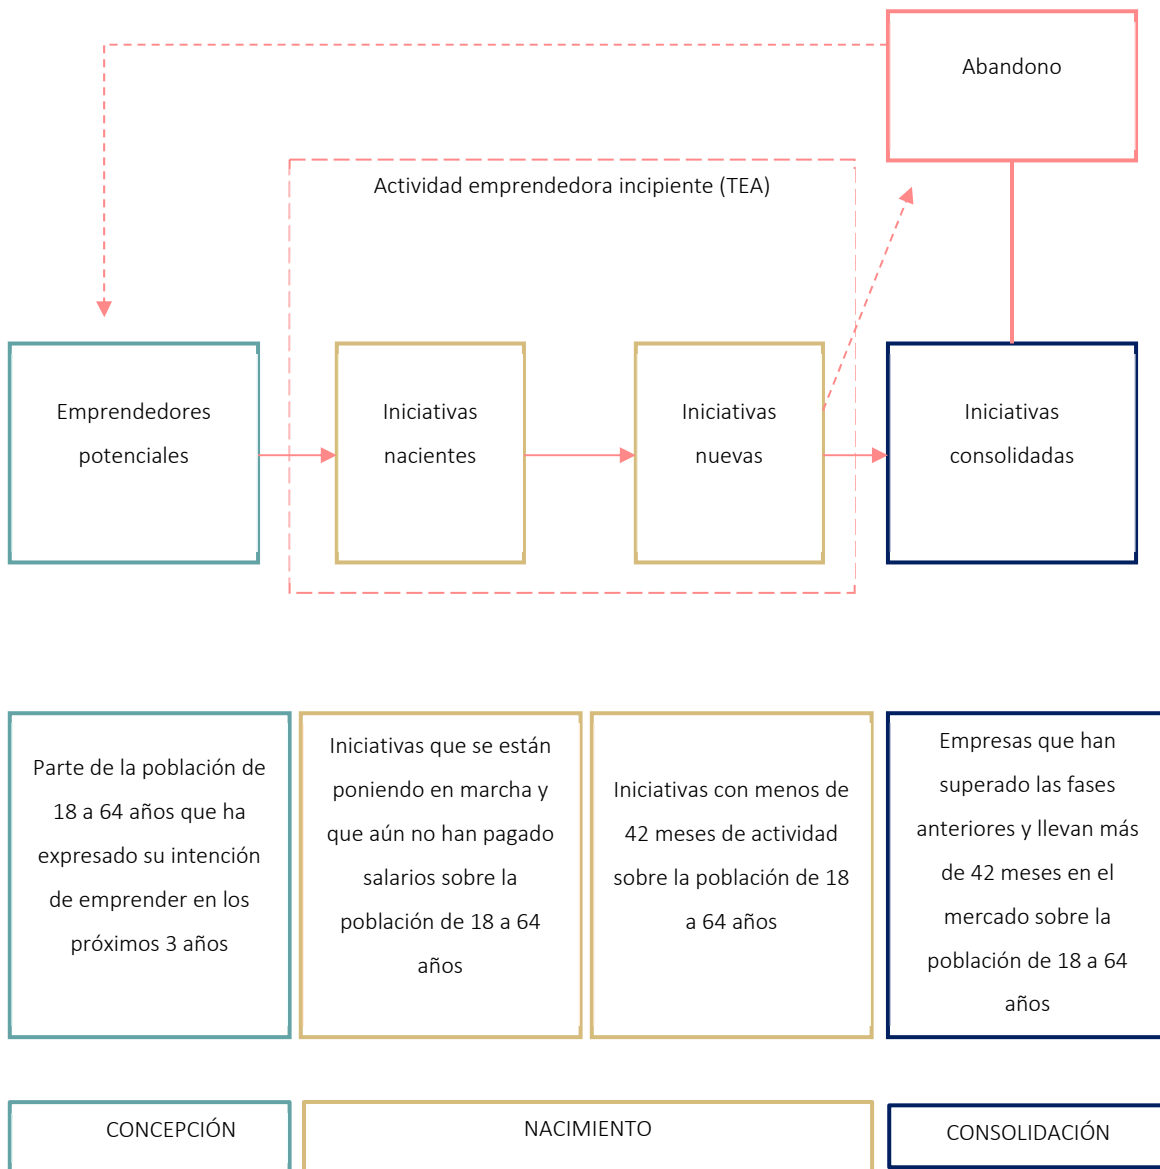 Abandono
Actividad emprendedora incipiente (TEA)
Emprendedores
potenciales
Iniciativas
nacientes
Iniciativas
nuevas
Iniciativas
consolidadas
Parte de la población de
18 a 64 años que ha
expresado su intención
de emprender en los
próximos 3 años
Iniciativas que se están
poniendo en marcha y
que aún no han pagado
salarios sobre la
población de 18 a 64
años
Iniciativas con menos de
42 meses de actividad
sobre la población de 18
a 64 años
Empresas que han
superado las fases
anteriores y llevan más
de 42 meses en el
mercado sobre la
población de 18 a 64
años
CONCEPCIÓN
NACIMIENTO
CONSOLIDACIÓN